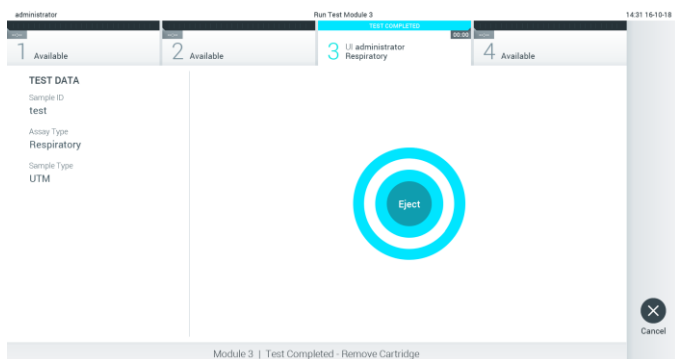 administrator
Run Test Module 3
14:31 16-10-18
TEST COMPLETED
--:--
1 Available
--:--
2 Available
00:00
3 UI administrator
Respiratory
--:--
4 Available
TEST DATA
Sample ID
test
Assay Type
Respiratory
Sample Type
UTM
Eject
Cancel
Module 3 | Test Completed - Remove Cartridge